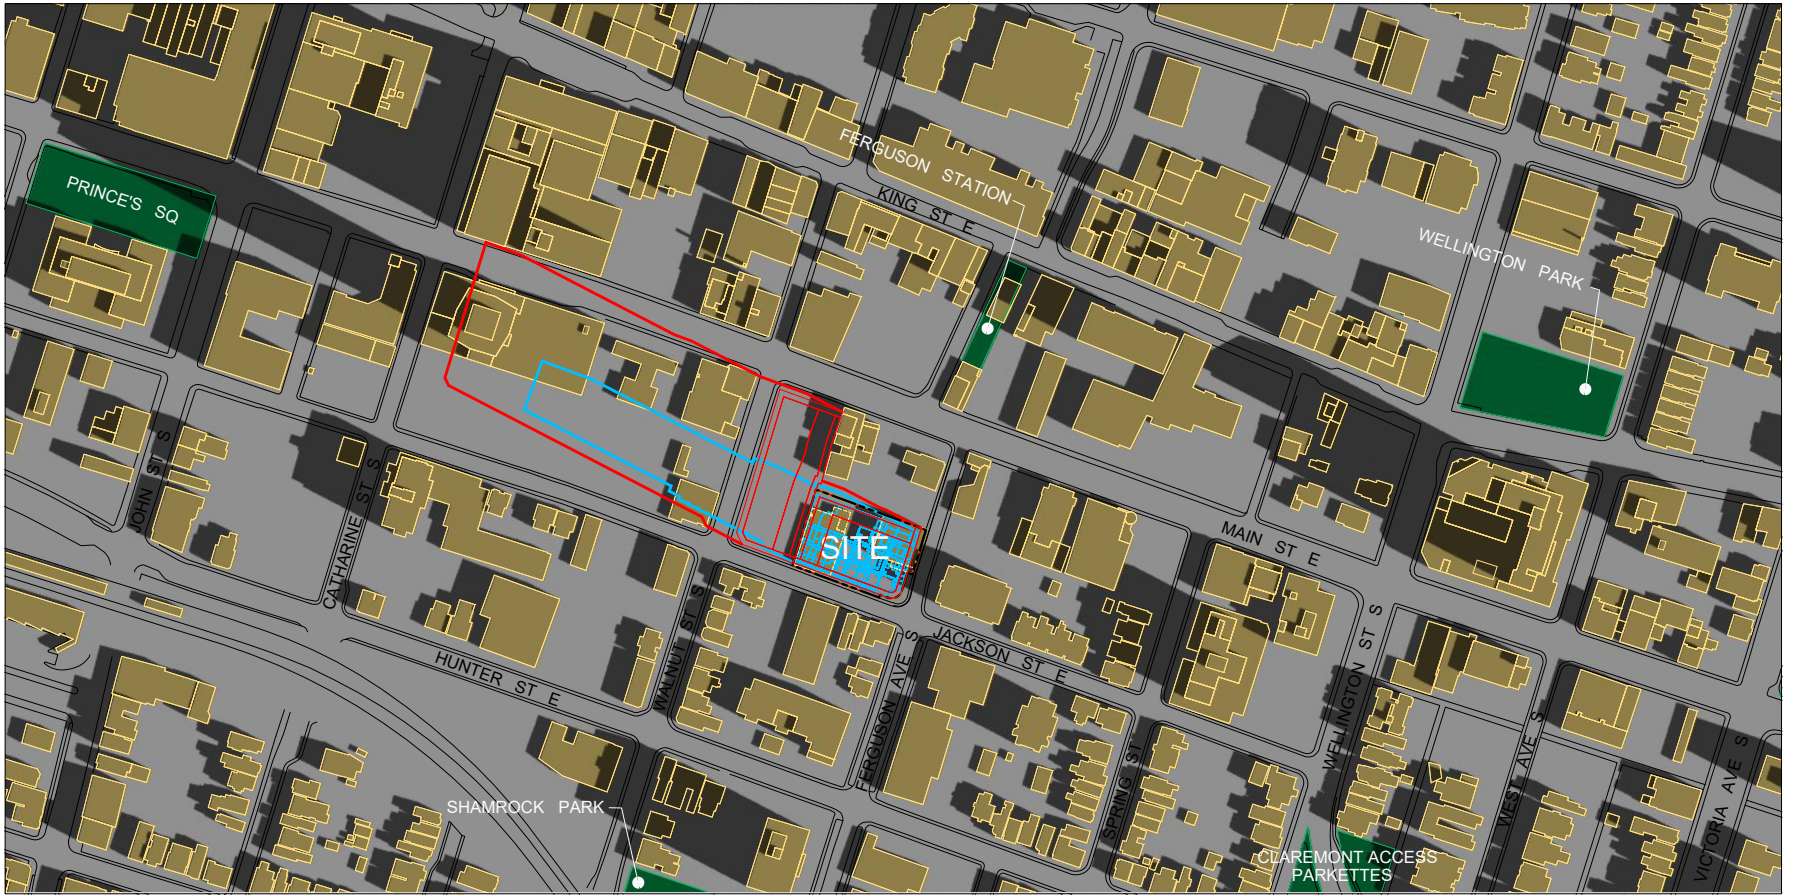 PRINCE'S SQ
FERGUSON STATION
KING ST E
WELLINGTON PARK
JOHN ST S
CATHARINE ST S
SITE
MAIN ST E
HUNTER ST E
WALNUT ST S
FERGUSON AVE S
JACKSON ST E
WELLINGTON ST S
SPRING ST
WEST AVE S
VICTORIA AVE S
SHAMROCK PARK
CLAREMONT ACCESS
PARKETTES